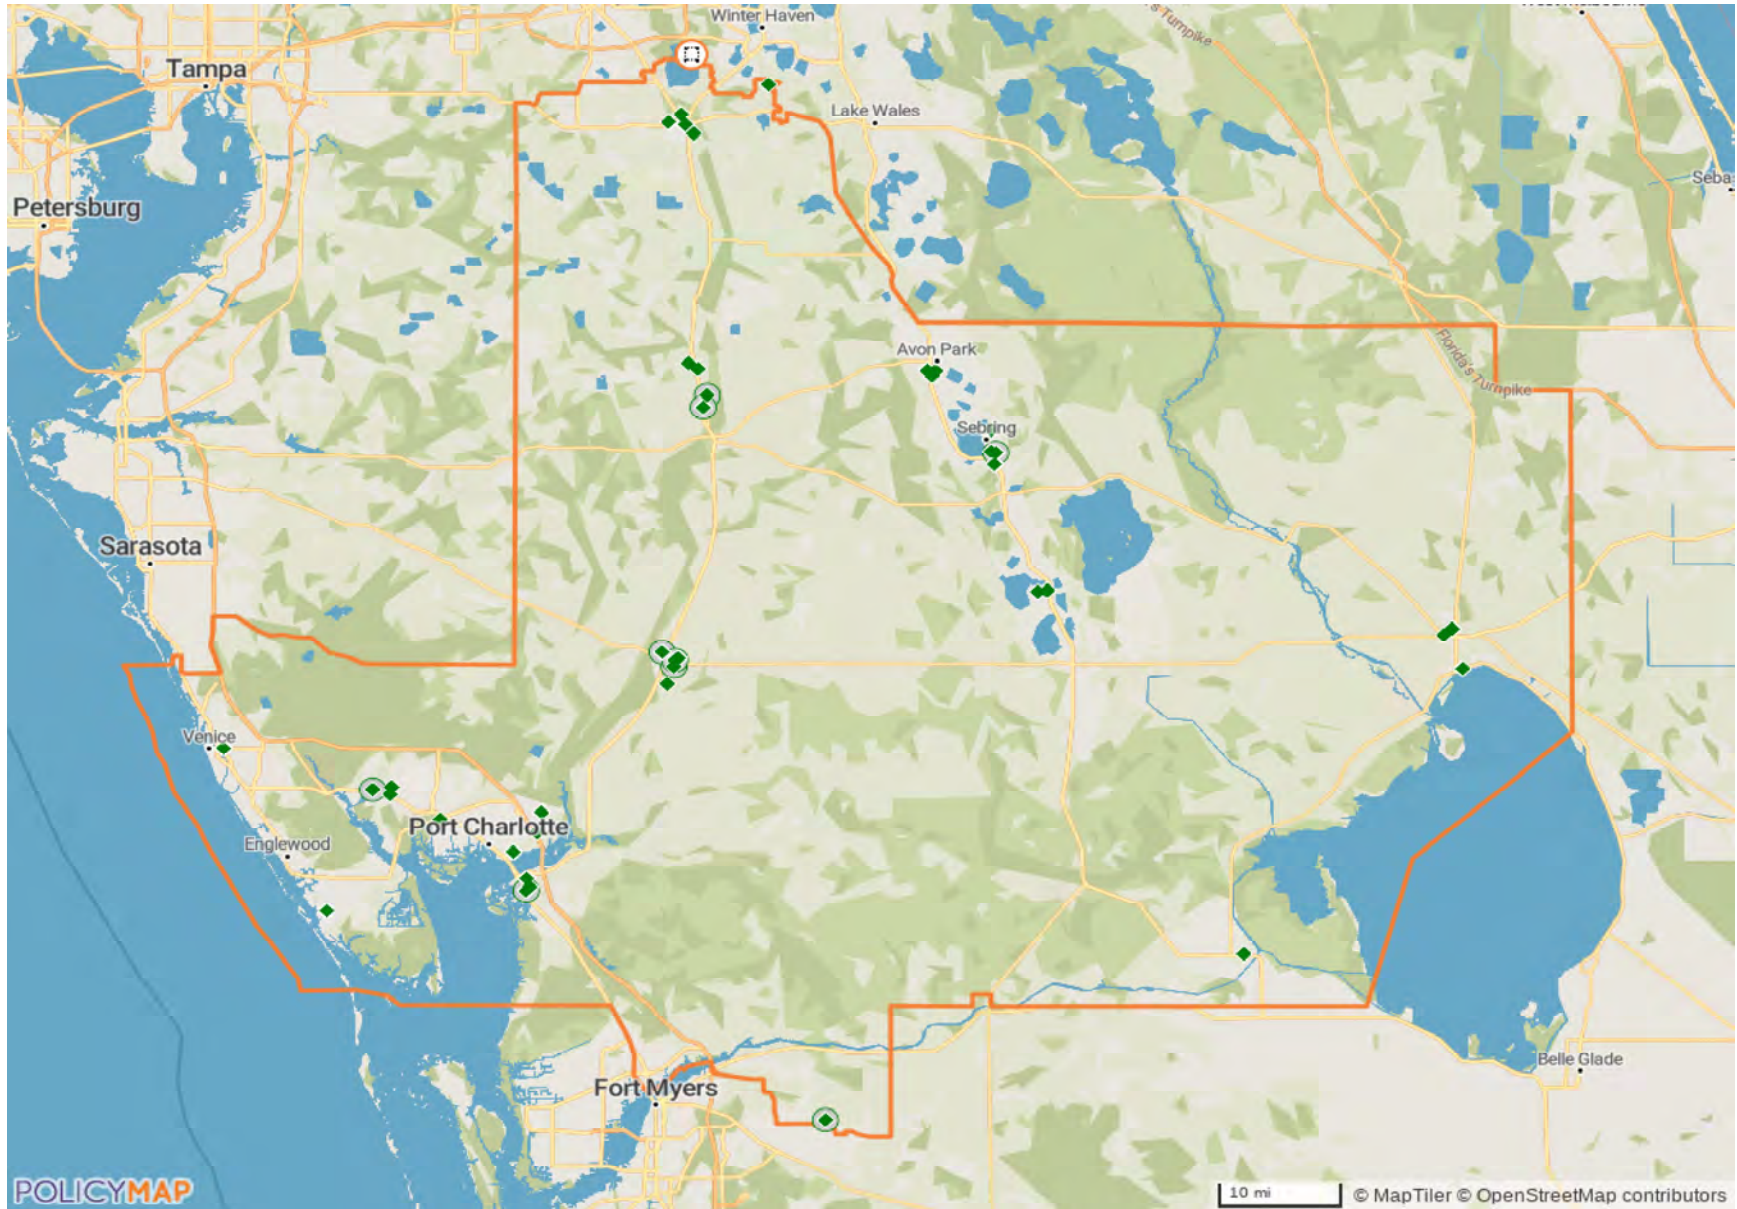 Winter Haven
's Turnpike
Tampa
Lake Wales
Seba
Petersburg
Avon Park
Florida's Turnpike
Sebring
Sarasota
Venice
Port Charlotte
Englewood
Fort Myers
Belle Glade
POLICYMAP
10 mi
© MapTiler © OpenStreetMap contributors